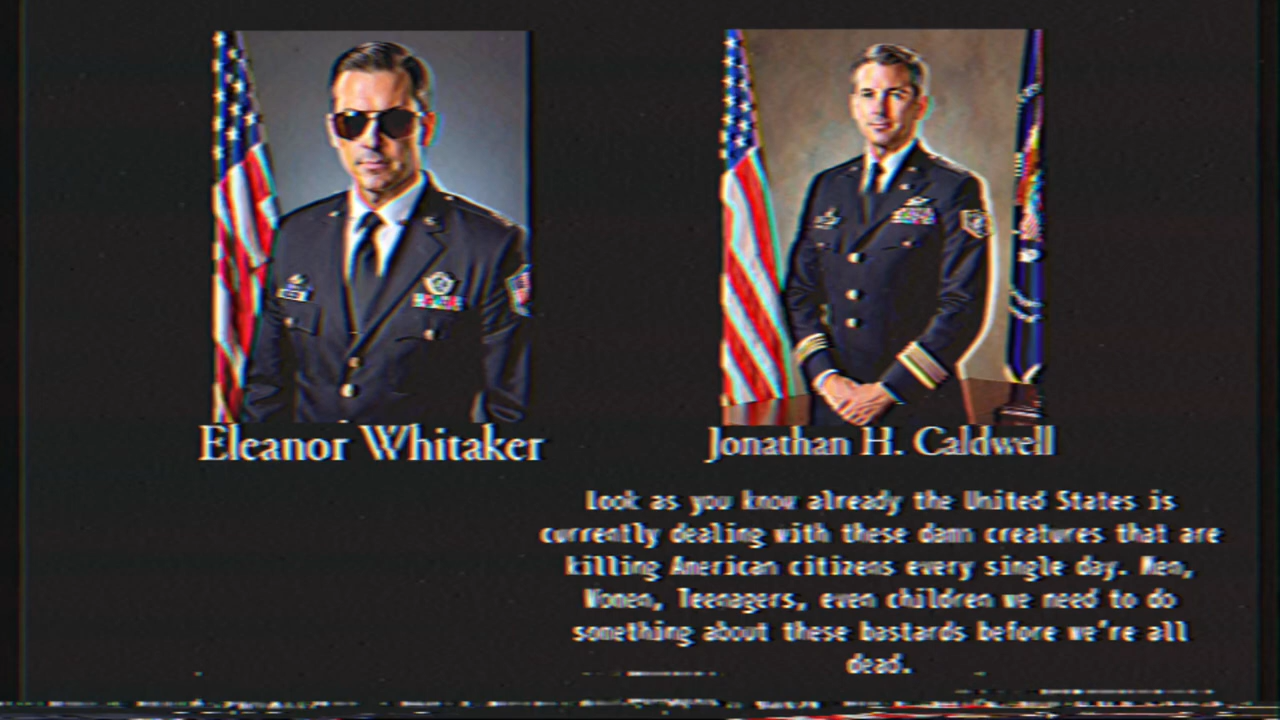 Eleanor Whitaker
Jonathan H. Caldwell
Look as you know already the United States is
currently dealing with these damn creatures that are
killing American citizens every single day. Men,
Women, Teenagers, even children we need to do
something about these bastards before we're all
dead.